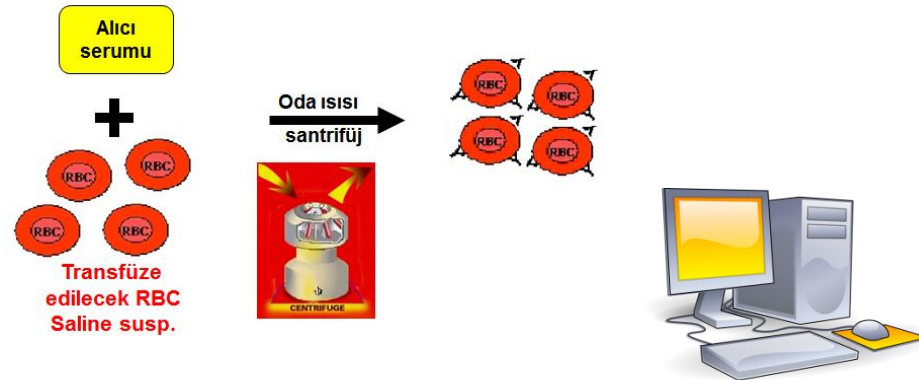 Alıcı
serumu
+
RBC
RBC
RBC
RBC
Transfüze
edilecek RBC
Saline susp.
Oda ısısı
santrifüj
CENTRIFUGE
RBC
RBC
RBC
RBC